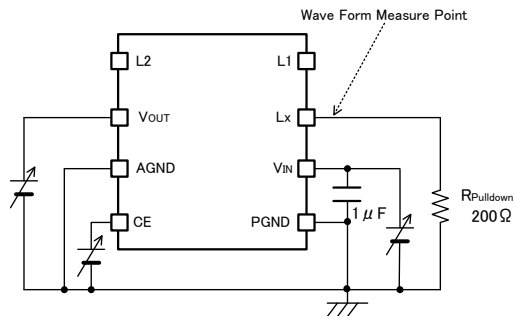 Wave Form Measure Point
L2
L1
VOUT
Lx
AGND
VIN
CE
PGND
1μF
RPulldown
200Ω